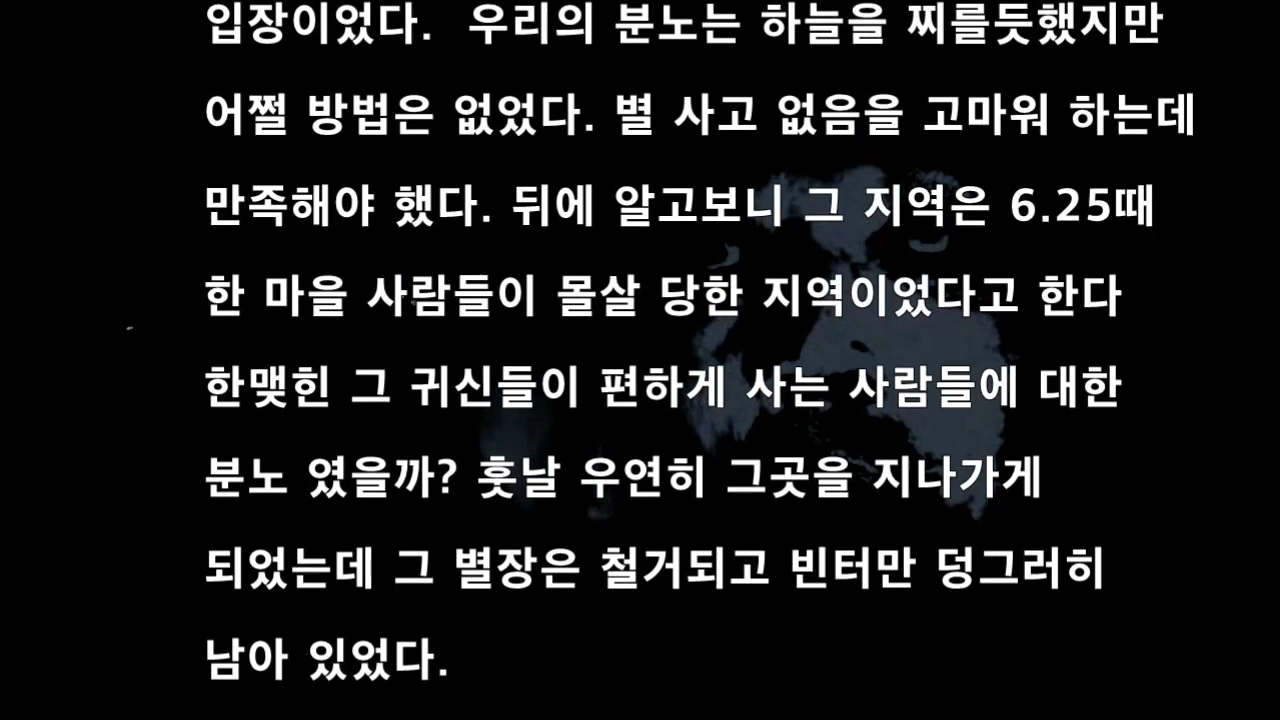 입장이었다. 우리의 분노는 하늘을 찌를듯했지만
어쩔 방법은 없었다. 별 사고 없음을 고마워 하는데
만족해야 했다. 뒤에 알고보니 그 지역은 6.25때
한 마을 사람들이 몰살 당한 지역이었다고 한다
한맺힌 그 귀신들이 편하게 사는 사람들에 대한
분노 였을까? 훗날 우연히 그곳을 지나가게
되었는데 그 별장은 철거되고 빈터만 덩그러히
남아 있었다.